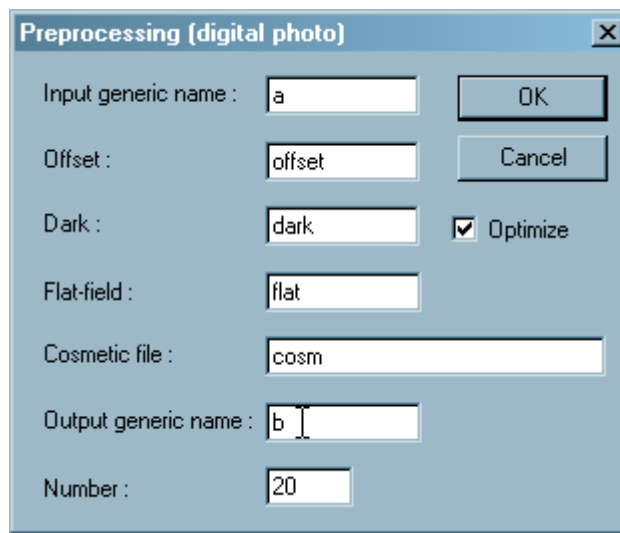 Preprocessing (digital photo)
Input generic name : a OK
Offset : offset Cancel
Dark : dark Optimize
Flat-field : flat
Cosmetic file : cosm
Output generic name : b
Number : 20